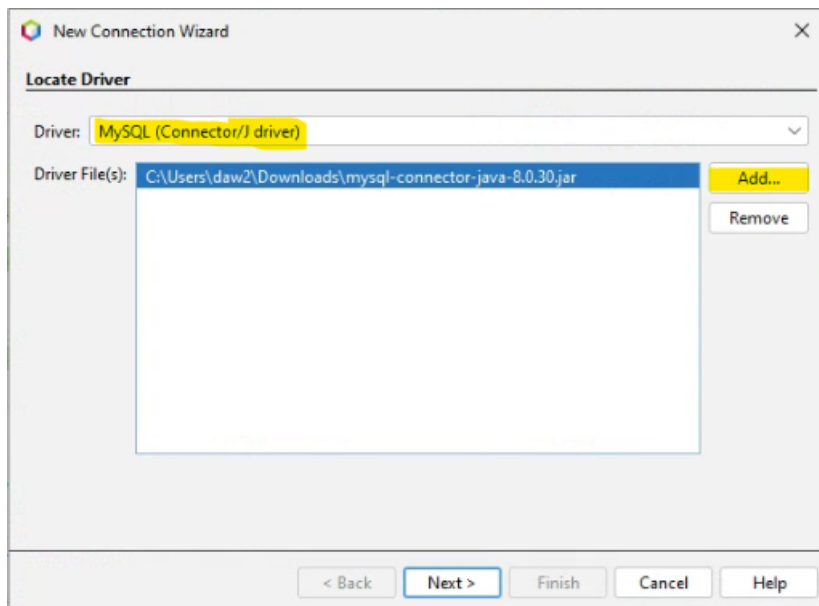 New Connection Wizard
Locate Driver
Driver: MySQL (Connector/J driver)
Driver File(s): C:\Users\daw2\Downloads\mysql-connector-java-8.0.30.jar Add...
Remove
< Back Next > Finish Cancel Help